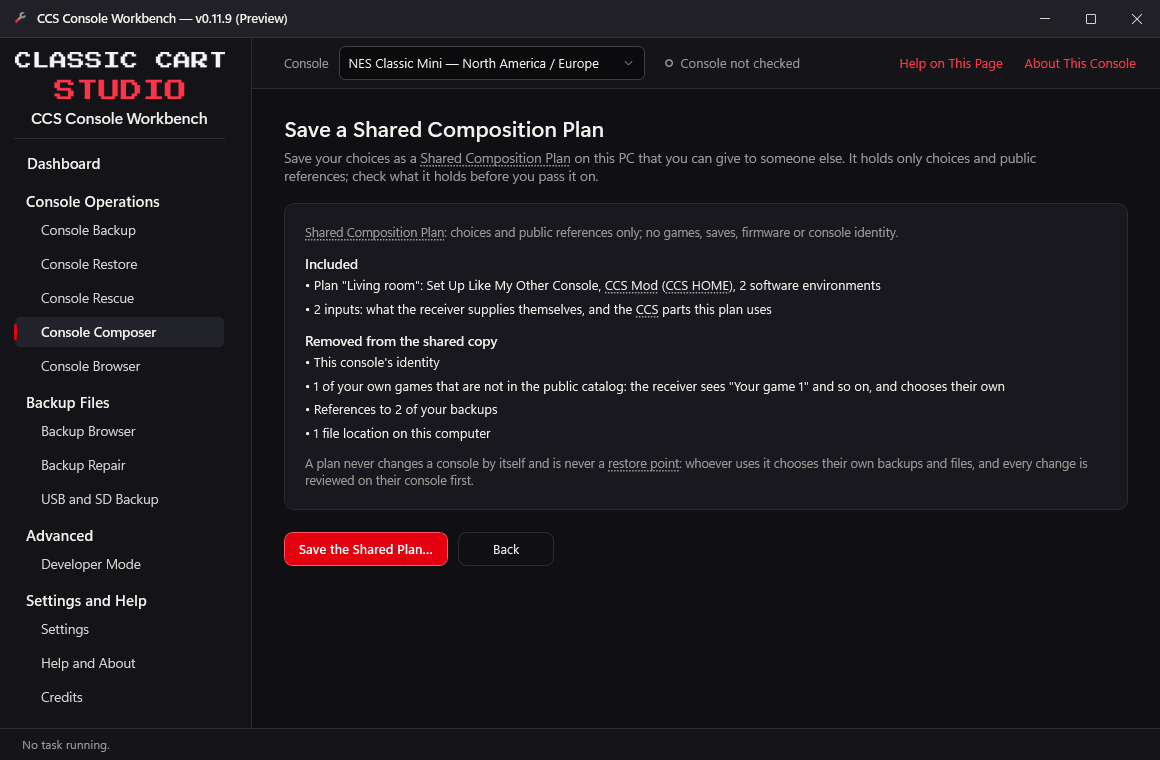 CCS Console Workbench — v0.11.9 (Preview)
CLASSIC CART
STUDIO
CCS Console Workbench
Dashboard
Console Operations
Console Backup
Console Restore
Console Rescue
Console Composer
Console Browser
Backup Files
Backup Browser
Backup Repair
USB and SD Backup
Advanced
Developer Mode
Settings and Help
Settings
Help and About
Credits
Console
NES Classic Mini — North America / Europe
Console not checked
Help on This Page
About This Console
Save a Shared Composition Plan
Save your choices as a Shared Composition Plan on this PC that you can give to someone else. It holds only choices and public
references; check what it holds before you pass it on.
Shared Composition Plan: choices and public references only; no games, saves, firmware or console identity.
Included
• Plan "Living room": Set Up Like My Other Console, CCS Mod (CCS HOME), 2 software environments
• 2 inputs: what the receiver supplies themselves, and the CCS parts this plan uses
Removed from the shared copy
• This console's identity
• 1 of your own games that are not in the public catalog: the receiver sees "Your game 1" and so on, and chooses their own
• References to 2 of your backups
• 1 file location on this computer
A plan never changes a console by itself and is never a restore point: whoever uses it chooses their own backups and files, and every change is
reviewed on their console first.
Save the Shared Plan...
Back
No task running.